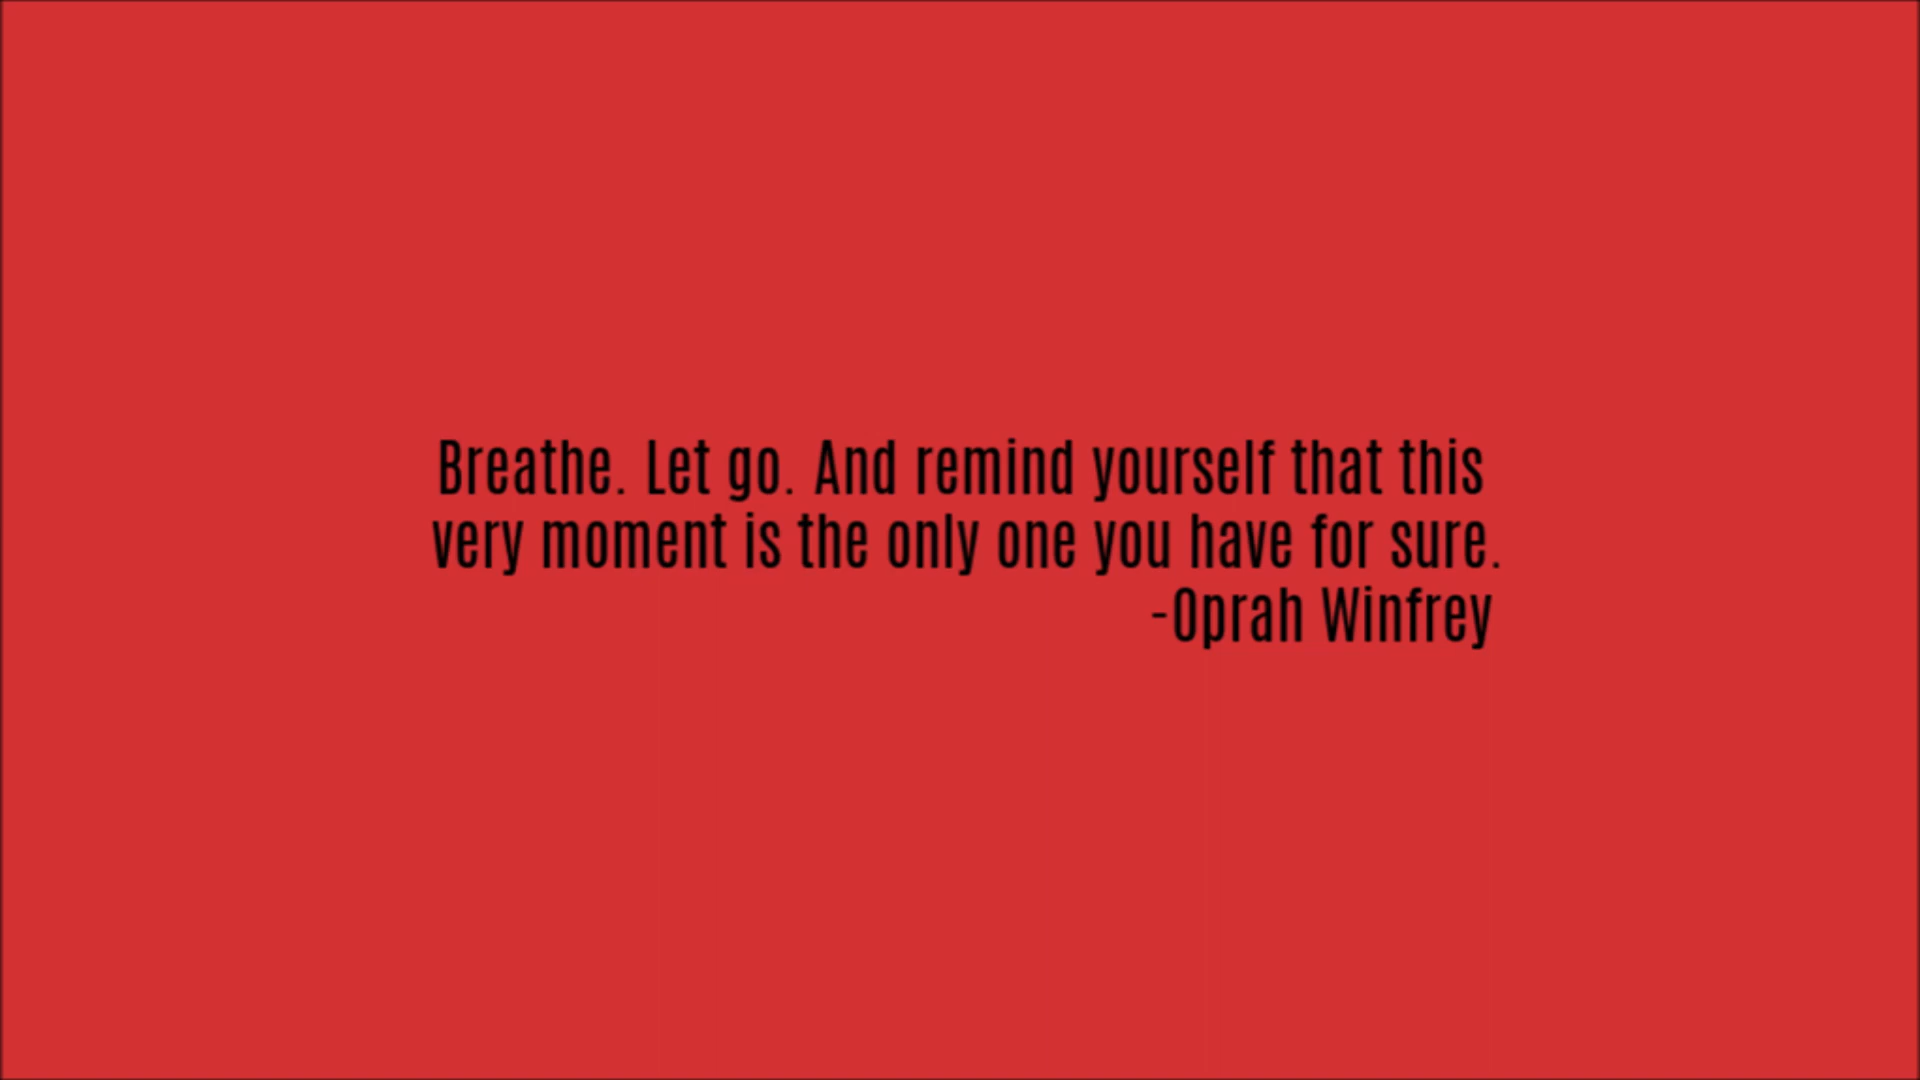 Breathe. Let go. And remind yourself that this
very moment is the only one you have for sure.
-Oprah Winfrey